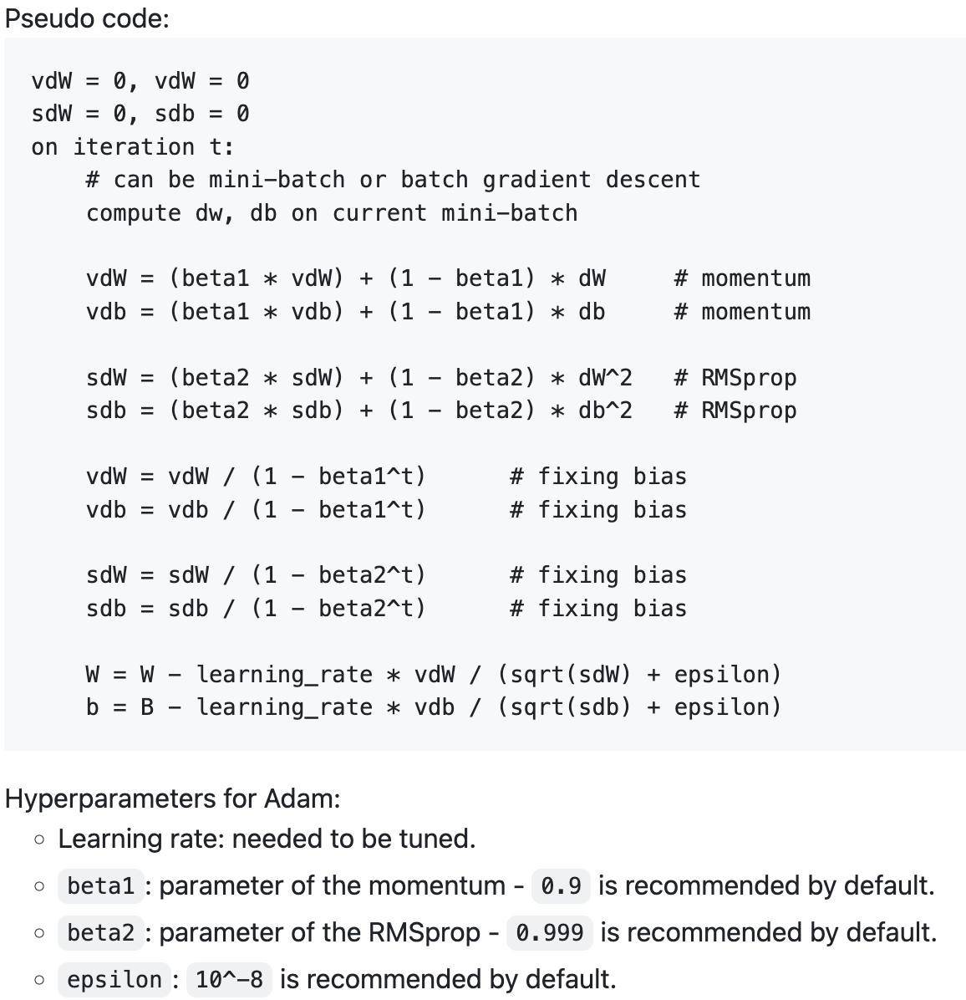 Pseudo code:
vdW = 0, vdW = 0
sdW = 0, sdb = 0
on iteration t:
    # can be mini-batch or batch gradient descent
    compute dw, db on current mini-batch

    vdW = (beta1 * vdW) + (1 - beta1) * dW     # momentum
    vdb = (beta1 * vdb) + (1 - beta1) * db     # momentum

    sdW = (beta2 * sdW) + (1 - beta2) * dW^2   # RMSprop
    sdb = (beta2 * sdb) + (1 - beta2) * db^2   # RMSprop

    vdW = vdW / (1 - beta1^t)      # fixing bias
    vdb = vdb / (1 - beta1^t)      # fixing bias

    sdW = sdW / (1 - beta2^t)      # fixing bias
    sdb = sdb / (1 - beta2^t)      # fixing bias

    W = W - learning_rate * vdW / (sqrt(sdW) + epsilon)
    b = B - learning_rate * vdb / (sqrt(sdb) + epsilon)

Hyperparameters for Adam:
◦ Learning rate: needed to be tuned.
◦ beta1 : parameter of the momentum - 0.9 is recommended by default.
◦ beta2 : parameter of the RMSprop - 0.999 is recommended by default.
◦ epsilon : 10^-8 is recommended by default.